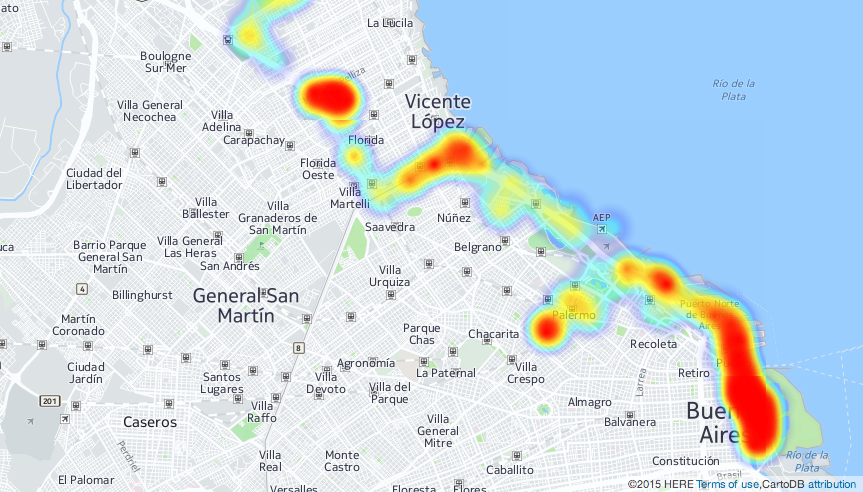 ato
La Lucila
Boulogne
Sur Mer
Villa General
Necochea
Villa
Adelina
Carapachay
Vicente
López
Río de la
Plata
Florida
Florida
Oeste
Ciudad del
Libertador
Villa
Martelli
Villa
Ballester
Villa
Granaderos de
San Martín
Núñez
AEP
Saavedra
Villa General
Las Heras
Barrio Parque
General San
Martín
uca
Belgrano
San Andrés
Villa
Urquiza
4
Billinghurst
General San
Martín
Puerto Norte
de Buenos
Aires
Palermo
Martín
Coronado
Parque
Chas
Chacarita
Recoleta
8
Agronomía
La Paternal
Villa
Crespo
Retiro
Ciudad
Jardín
Santos
Lugares
Villa
Devoto
Villa del
Parque
Larrea
201
Almagro
Villa
Raffo
Balvanera
Caseros
Villa
General
Mitre
Perdriel
Villa
Real
Monte
Castro
Constitución
Caballito
Río de la
Plata
Brasil
El Palomar
Versalles
Floresta
Flores
©2015 HERE Terms of use,CartoDB attribution